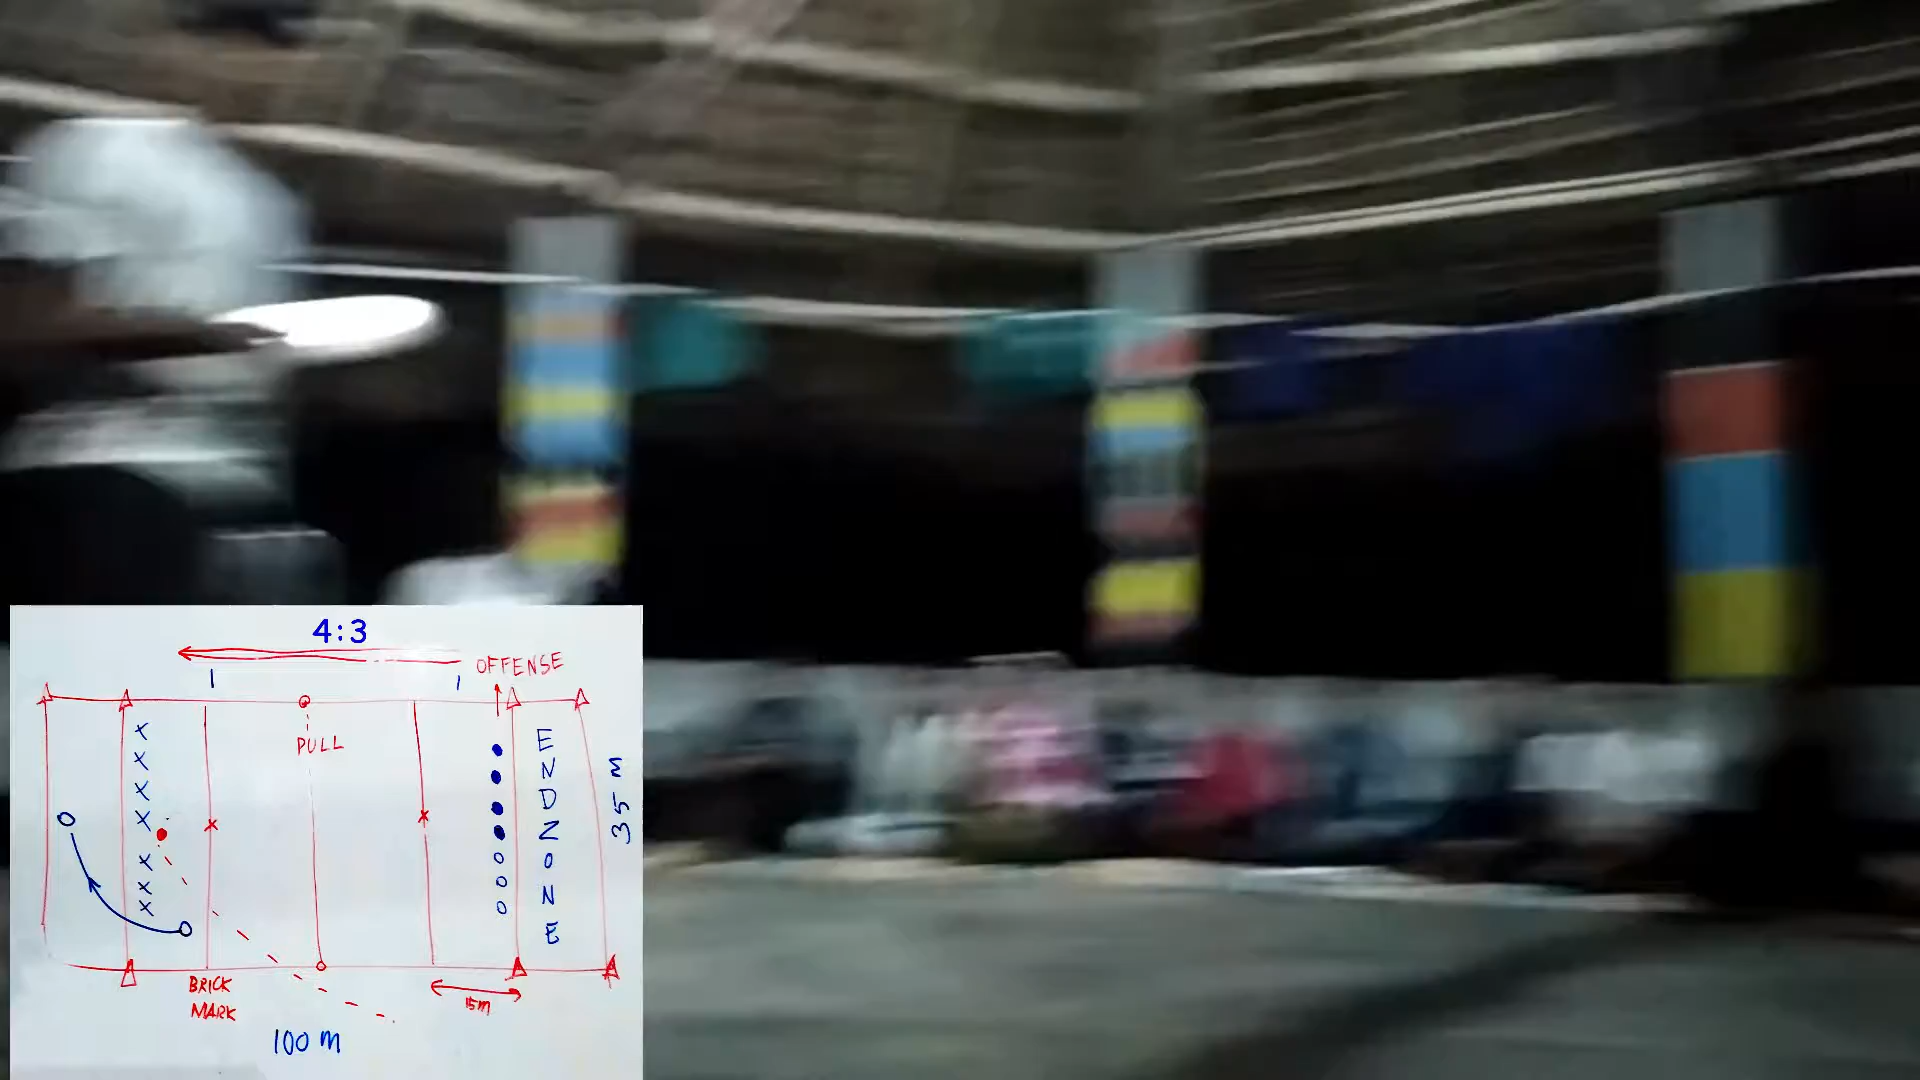 4:3
OFFENSE
PULL
ENDZONE
35 M
BRICK
MARK
15m
100 m